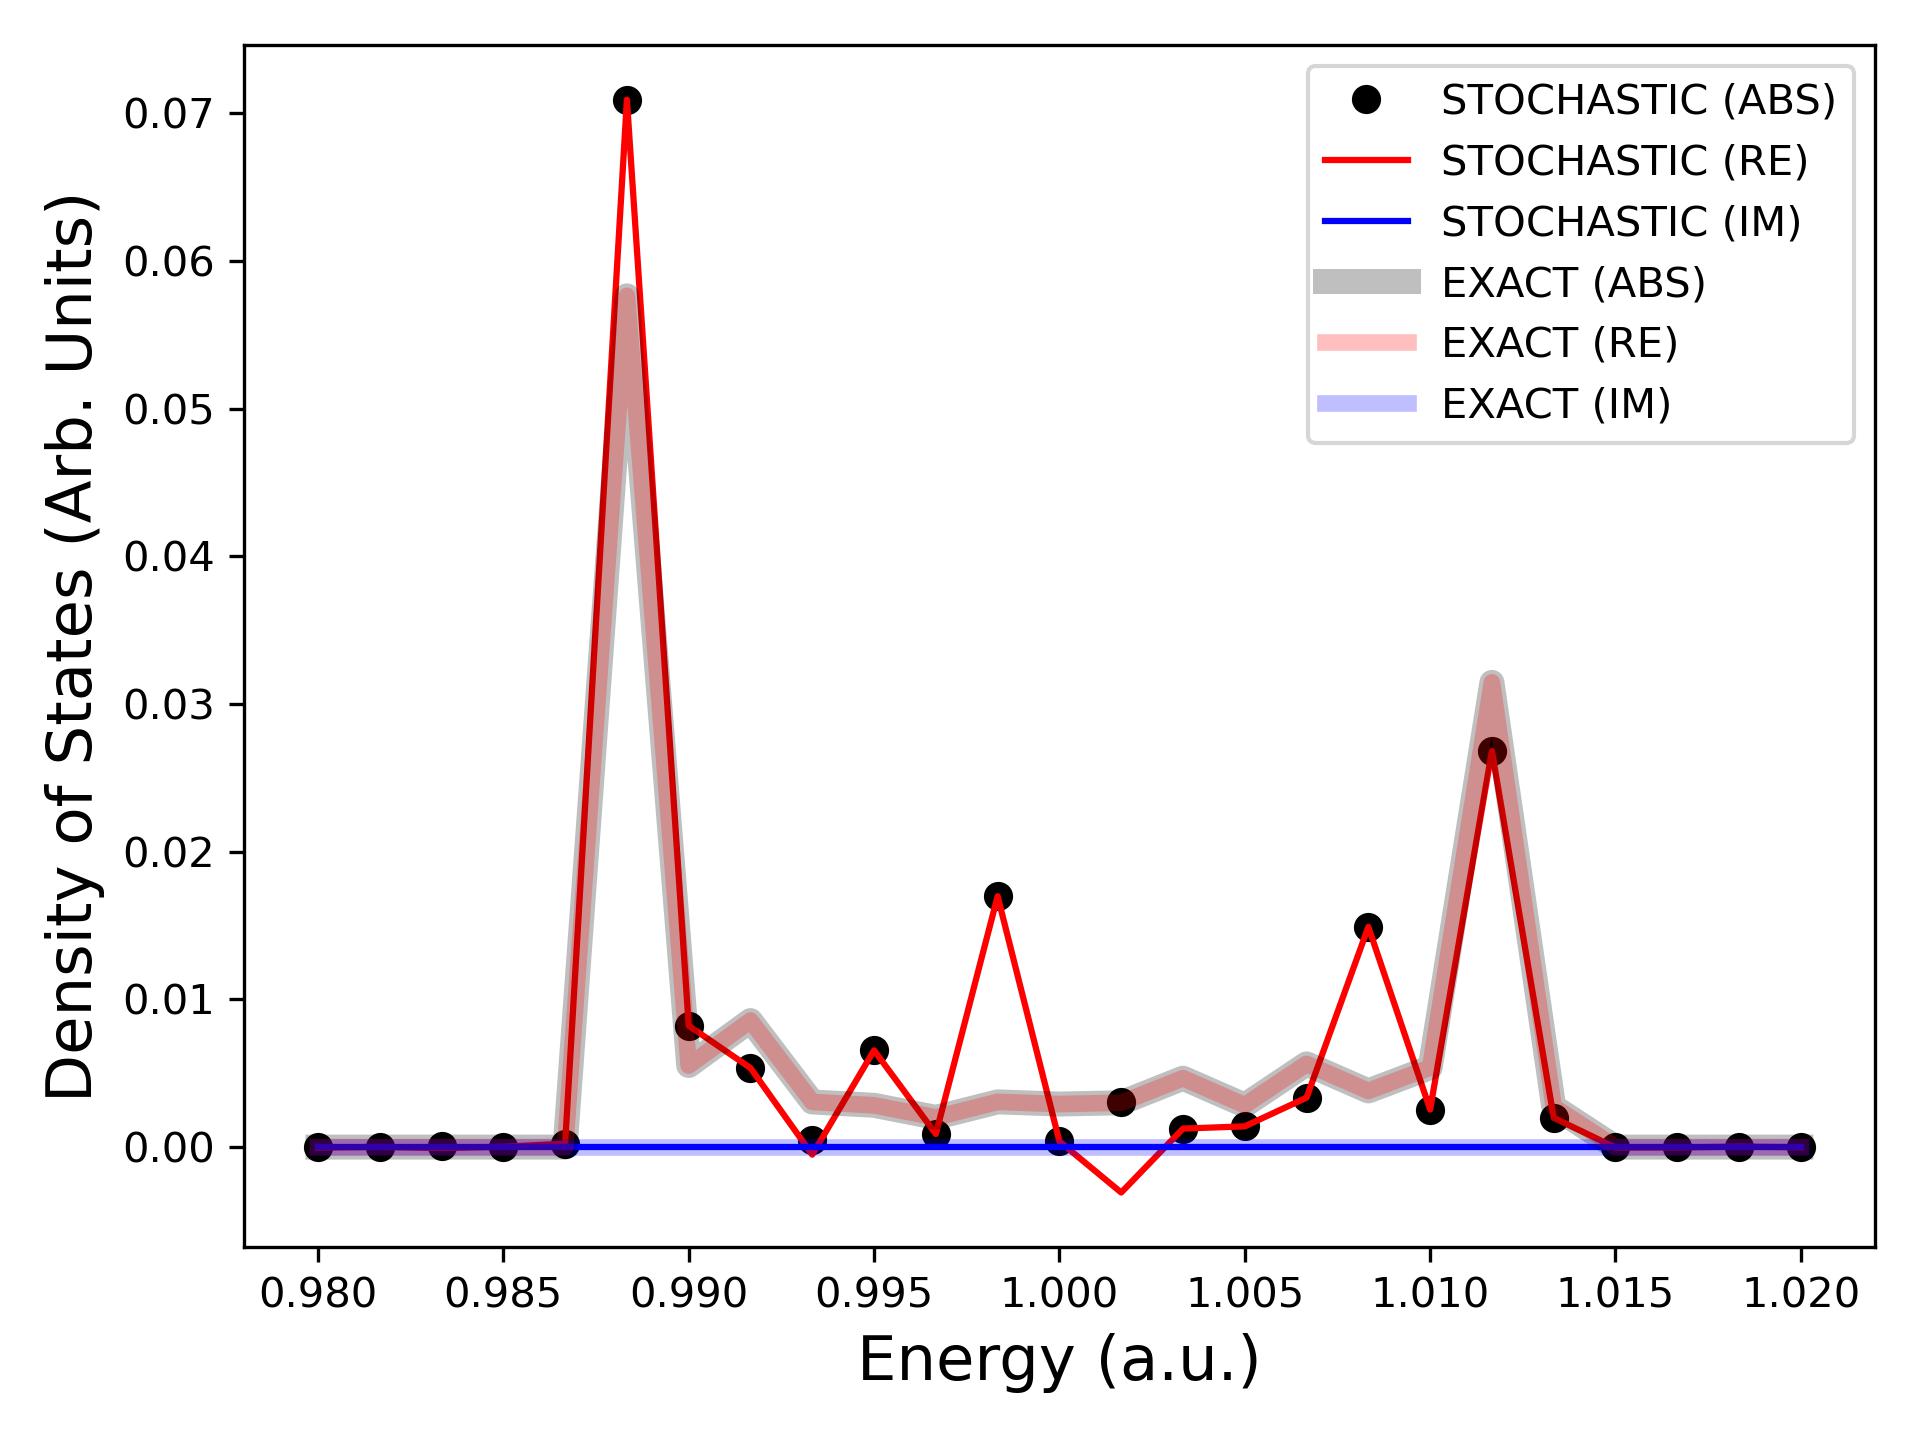 Density of States (Arb. Units)
0.07
0.06
0.05
0.04
0.03
0.02
0.01
0.00
STOCHASTIC (ABS)
STOCHASTIC (RE)
STOCHASTIC (IM)
EXACT (ABS)
EXACT (RE)
EXACT (IM)
0.980 0.985 0.990 0.995 1.000 1.005 1.010 1.015 1.020
Energy (a.u.)